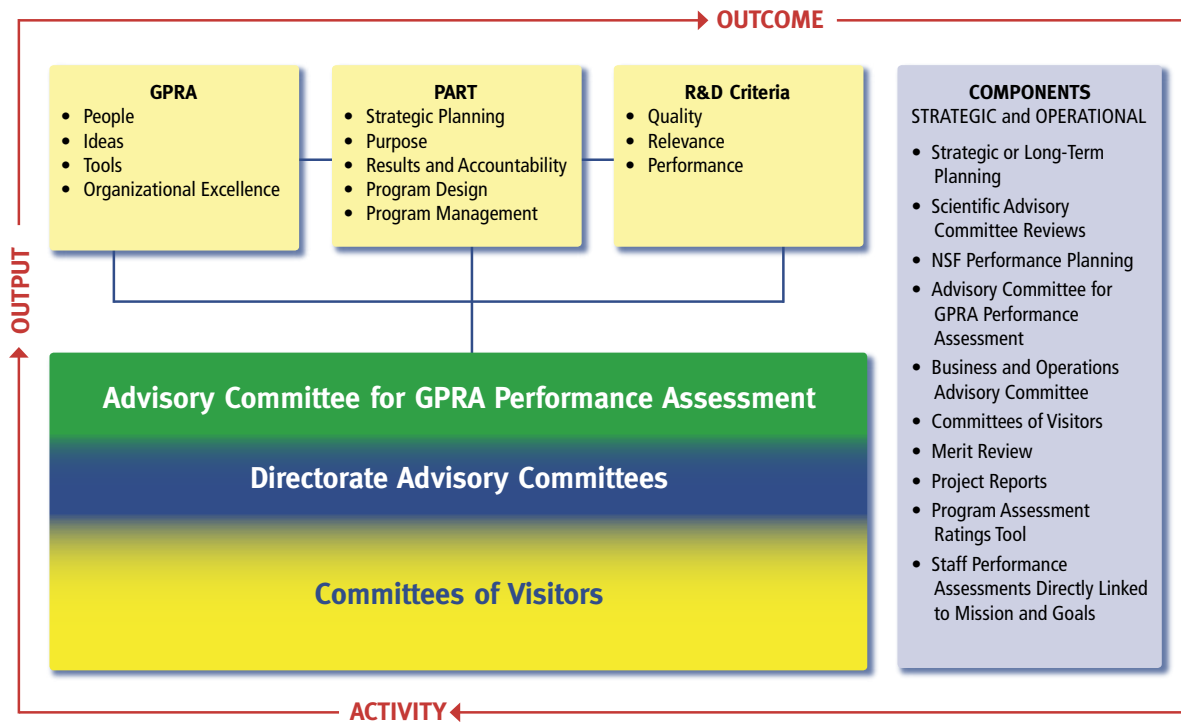 OUTCOME
GPRA
• People
• Ideas
• Tools
• Organizational Excellence
PART
• Strategic Planning
• Purpose
• Results and Accountability
• Program Design
• Program Management
R&D Criteria
• Quality
• Relevance
• Performance
COMPONENTS
STRATEGIC and OPERATIONAL
• Strategic or Long-Term
Planning
• Scientific Advisory
Committee Reviews
• NSF Performance Planning
• Advisory Committee for
GPRA Performance
Assessment
• Business and Operations
Advisory Committee
• Committees of Visitors
• Merit Review
• Project Reports
• Program Assessment
Ratings Tool
• Staff Performance
Assessments Directly Linked
to Mission and Goals
OUTPUT
Advisory Committee for GPRA Performance Assessment
Directorate Advisory Committees
Committees of Visitors
ACTIVITY